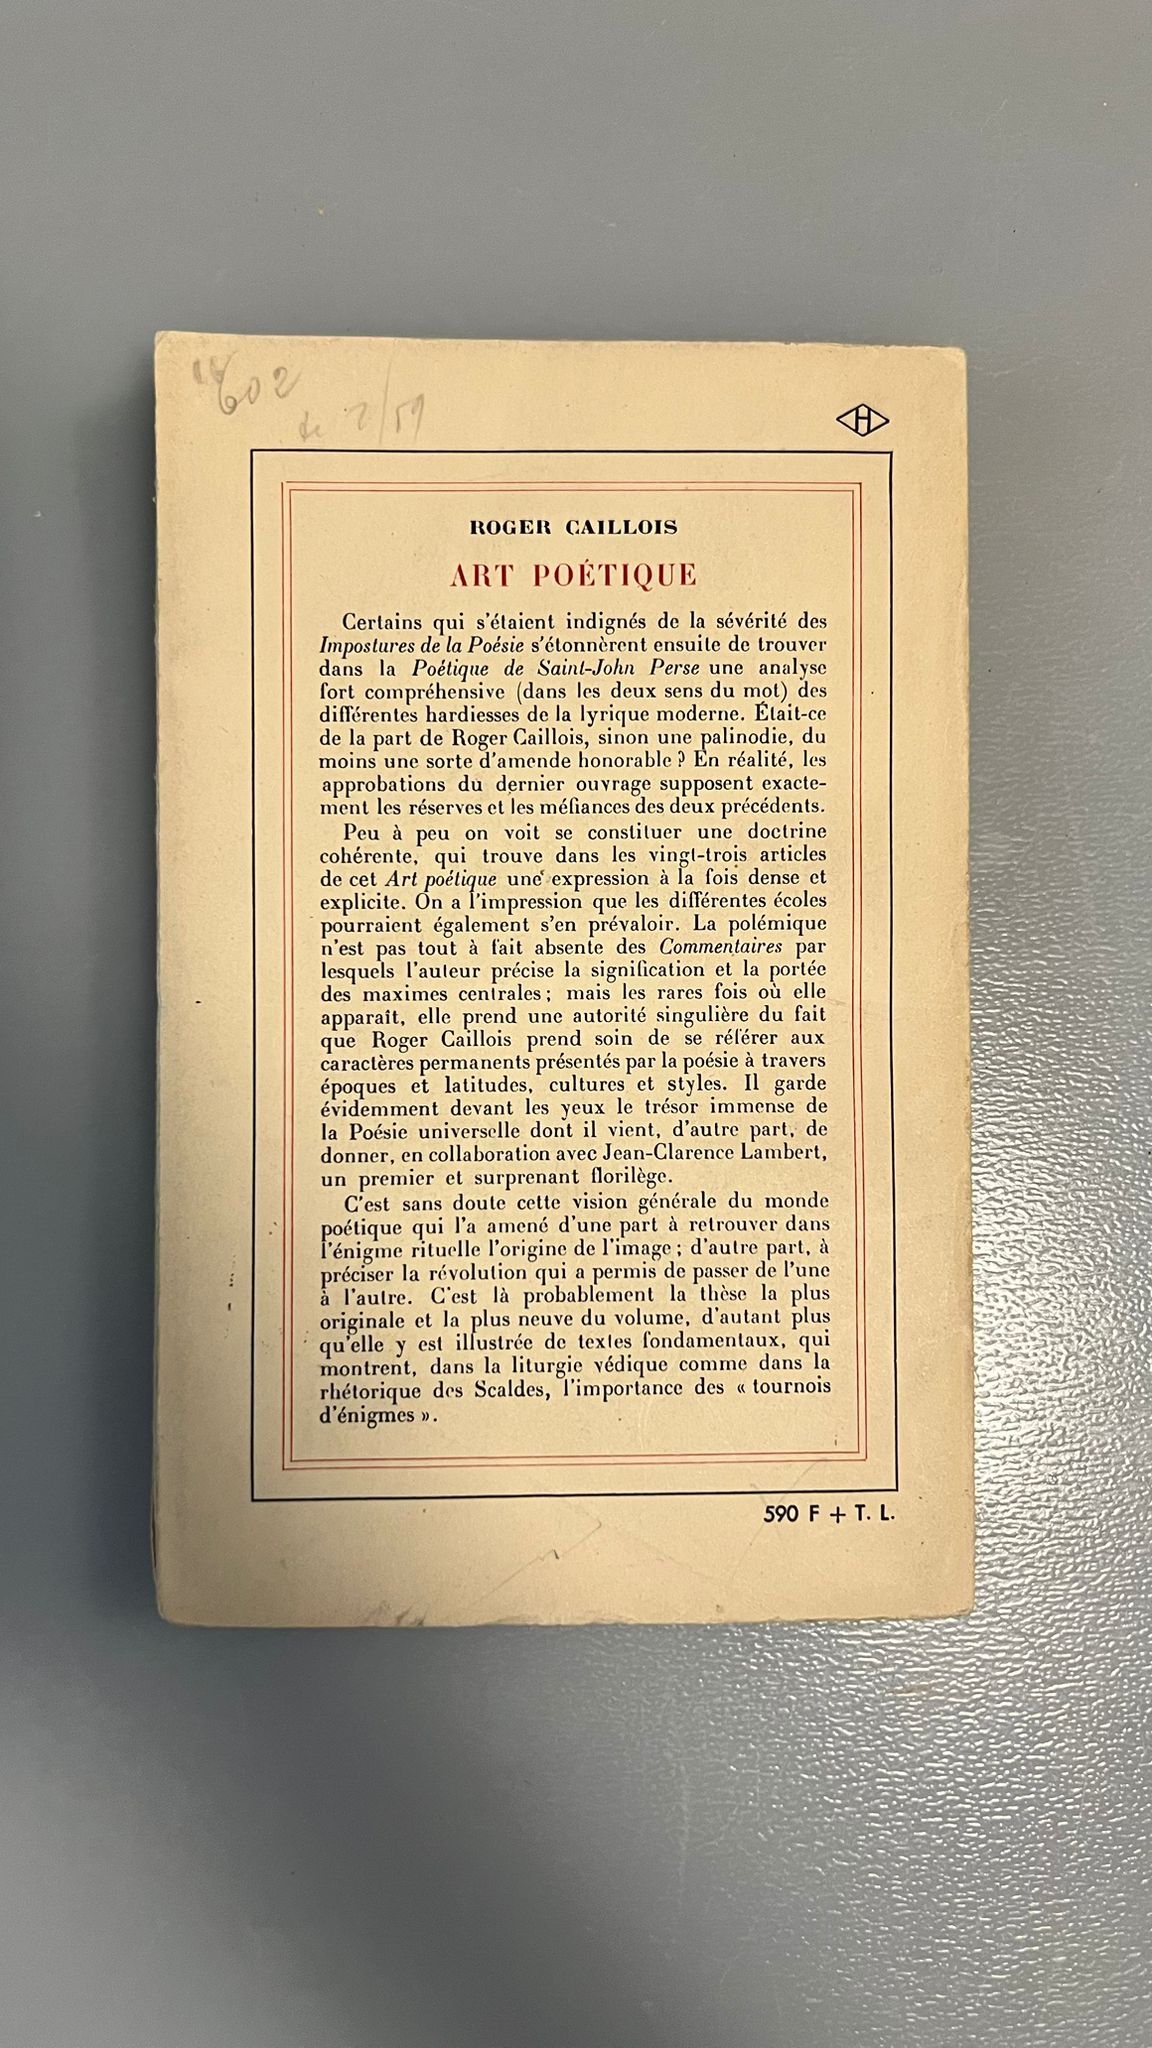 602
2/59
H
ROGER CAILLOIS
ART POÉTIQUE
Certains qui s'étaient indignés de la sévérité des
Impostures de la Poésie s'étonnèrent ensuite de trouver
dans la Poétique de Saint-John Perse une analyse
fort compréhensive (dans les deux sens du mot) des
différentes hardiesses de la lyrique moderne. Était-ce
de la part de Roger Caillois, sinon une palinodie, du
moins une sorte d'amende honorable ? En réalité, les
approbations du dernier ouvrage supposent exacte-
ment les réserves et les méfiances des deux précédents.
Peu à peu on voit se constituer une doctrine
cohérente, qui trouve dans les vingt-trois articles
de cet Art poétique une expression à la fois dense et
explicite. On a l'impression que les différentes écoles
pourraient également s'en prévaloir. La polémique
n'est pas tout à fait absente des Commentaires par
lesquels l'auteur précise la signification et la portée
des maximes centrales ; mais les rares fois où elle
apparaît, elle prend une autorité singulière du fait
que Roger Caillois prend soin de se référer aux
caractères permanents présentés par la poésie à travers
époques et latitudes, cultures et styles. Il garde
évidemment devant les yeux le trésor immense de
la Poésie universelle dont il vient, d'autre part, de
donner, en collaboration avec Jean-Clarence Lambert,
un premier et surprenant florilège.
C'est sans doute cette vision générale du monde
poétique qui l'a amené d'une part à retrouver dans
l'énigme rituelle l'origine de l'image ; d'autre part, à
préciser la révolution qui a permis de passer de l'une
à l'autre. C'est là probablement la thèse la plus
originale et la plus neuve du volume, d'autant plus
qu'elle y est illustrée de textes fondamentaux, qui
montrent, dans la liturgie védique comme dans la
rhétorique des Scaldes, l'importance des « tournois
d'énigmes ».
590 F + T. L.